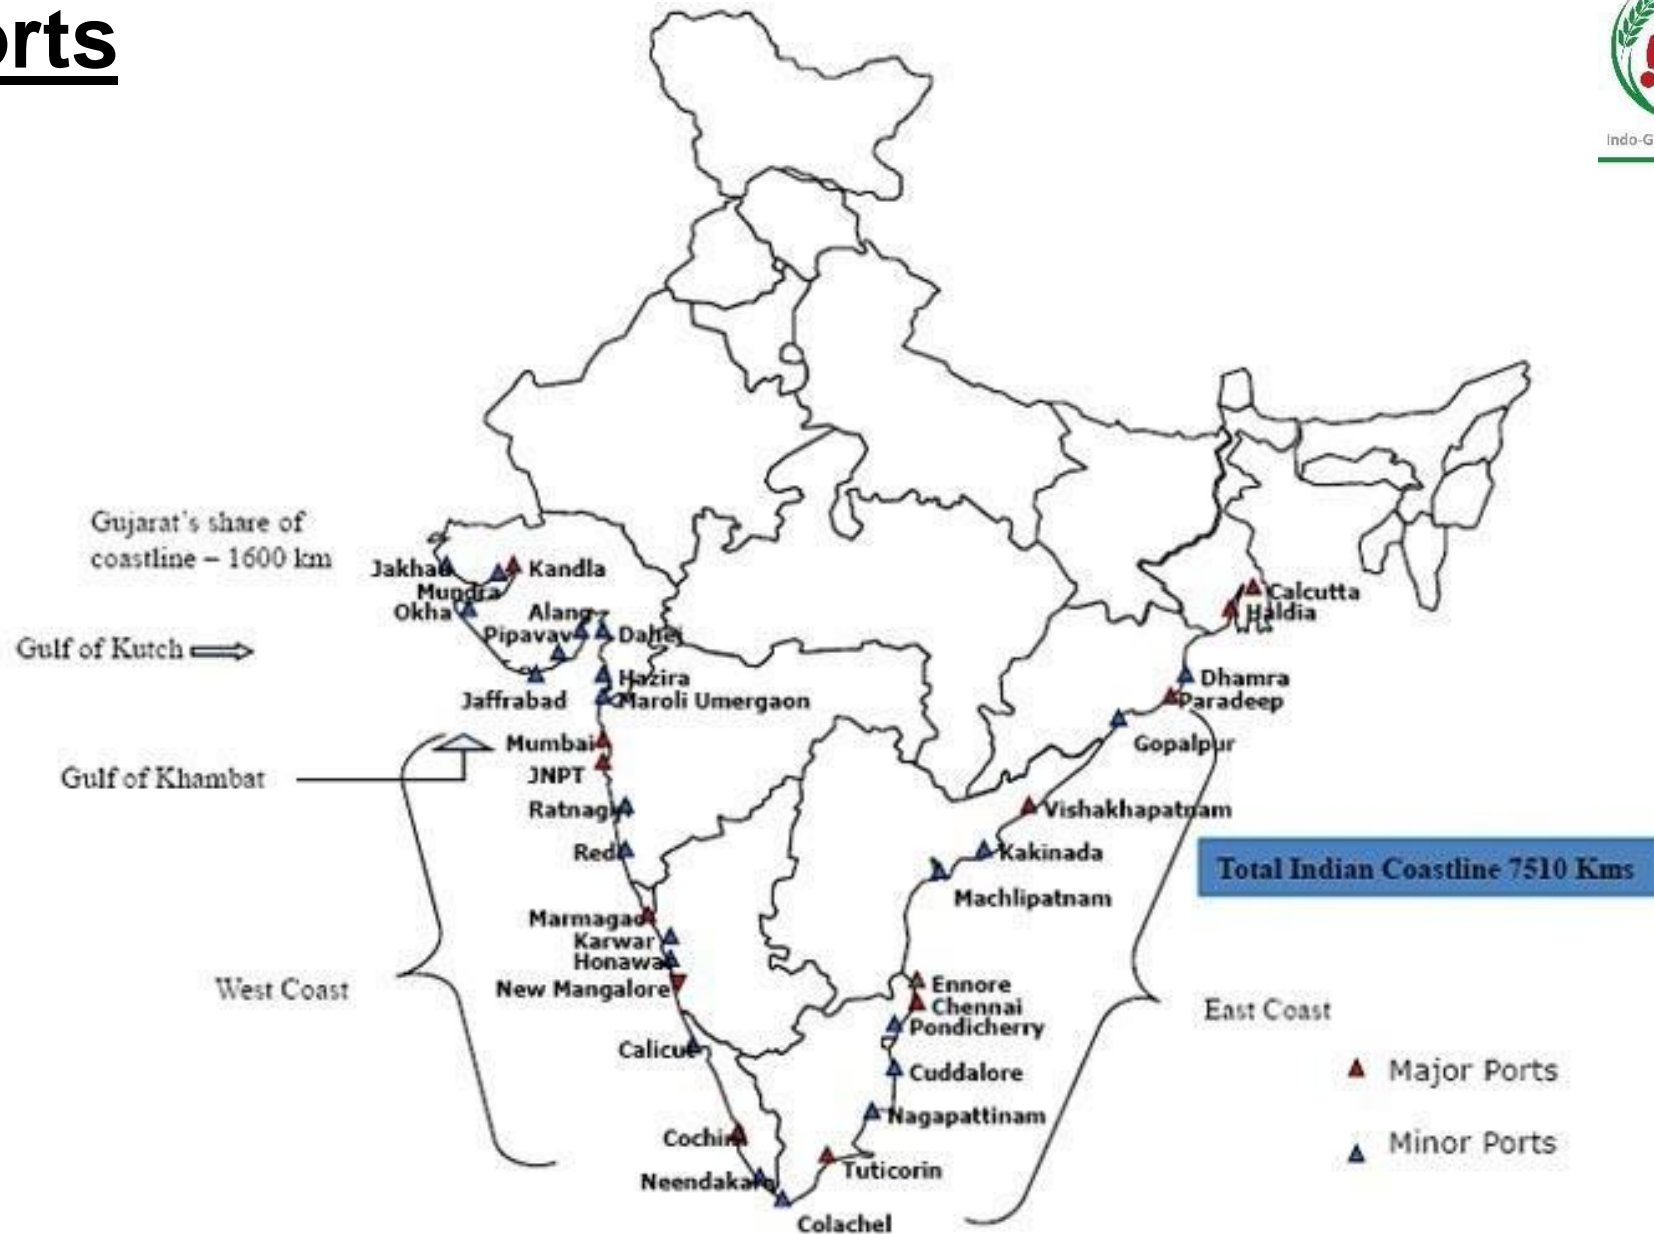 orts
Indo-G
Gujarat's share of
coastline – 1600 km
Jakhau
Kandla
Mundra
Okha
Alang
Pipavav
Dahej
Gulf of Kutch
Hazira
Jaffrabad
Maroli Umergaon
Mumbai
JNPT
Gulf of Khambat
Ratnagi
Redi
Marmagao
Karwar
Honawar
New Mangalore
West Coast
Calicut
Cochin
Neendakara
Colachel
Tuticorin
Nagapattinam
Cuddalore
Pondicherry
Chennai
Ennore
Machlipatnam
Kakinada
Vishakhapatnam
Gopalpur
Paradeep
Dhamra
Haldia
Calcutta
Total Indian Coastline 7510 Kms
East Coast
Major Ports
Minor Ports